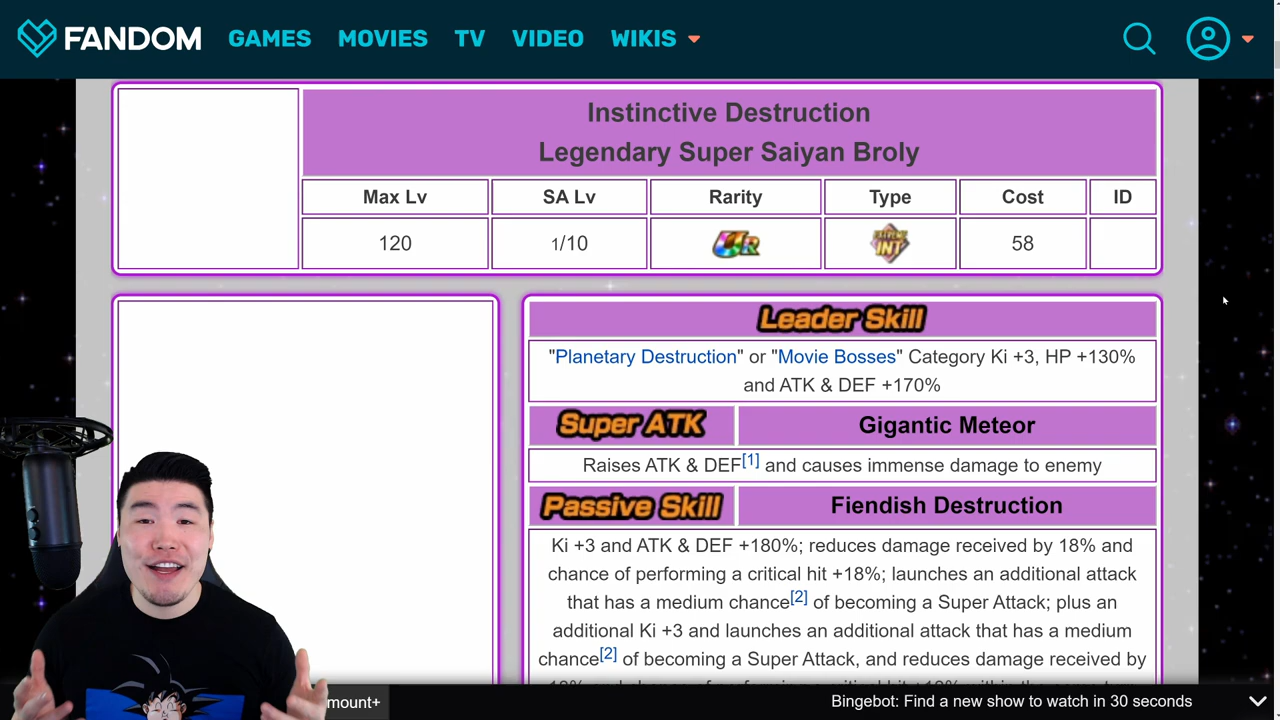 FANDOM GAMES MOVIES TV VIDEO WIKIS
Instinctive Destruction
Legendary Super Saiyan Broly
Max Lv SA Lv Rarity Type Cost ID
120 1/10 UR EXTREME INT 58
Leader Skill
"Planetary Destruction" or "Movie Bosses" Category Ki +3, HP +130%
and ATK & DEF +170%
Super ATK Gigantic Meteor
Raises ATK & DEF[1] and causes immense damage to enemy
Passive Skill Fiendish Destruction
Ki +3 and ATK & DEF +180%; reduces damage received by 18% and
chance of performing a critical hit +18%; launches an additional attack
that has a medium chance[2] of becoming a Super Attack; plus an
additional Ki +3 and launches an additional attack that has a medium
chance[2] of becoming a Super Attack, and reduces damage received by
mount+ Bingebot: Find a new show to watch in 30 seconds